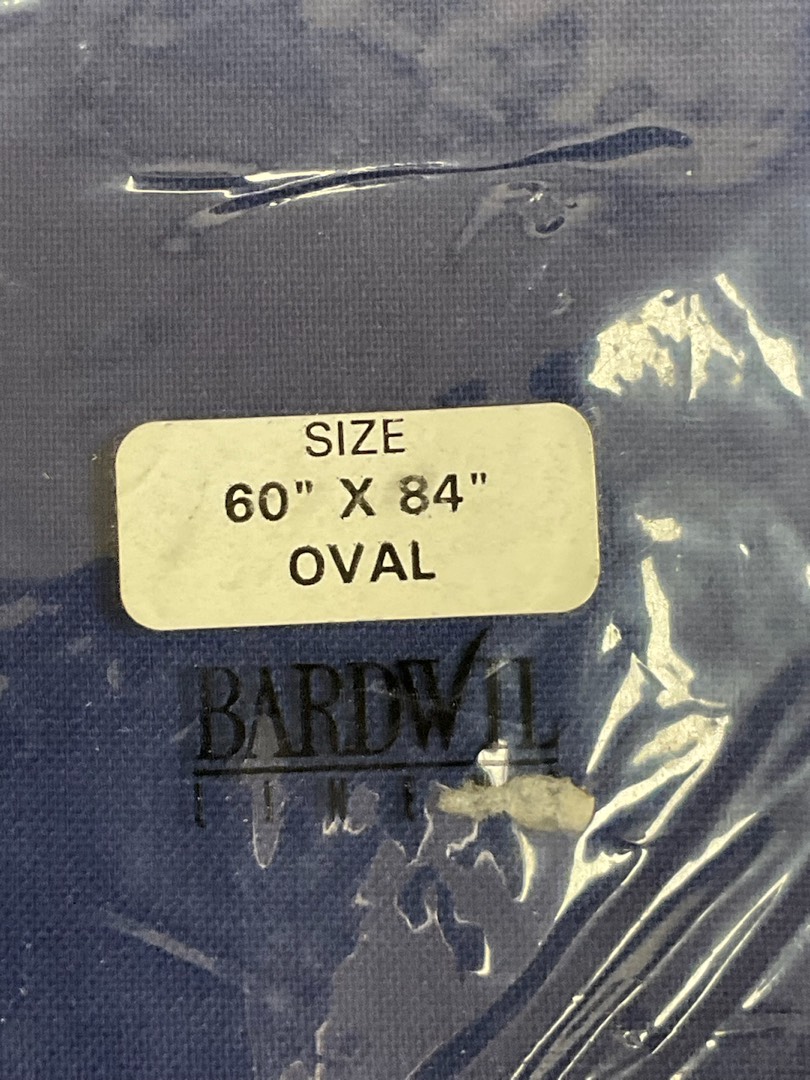 SIZE
60" X 84"
OVAL
BARDWIL